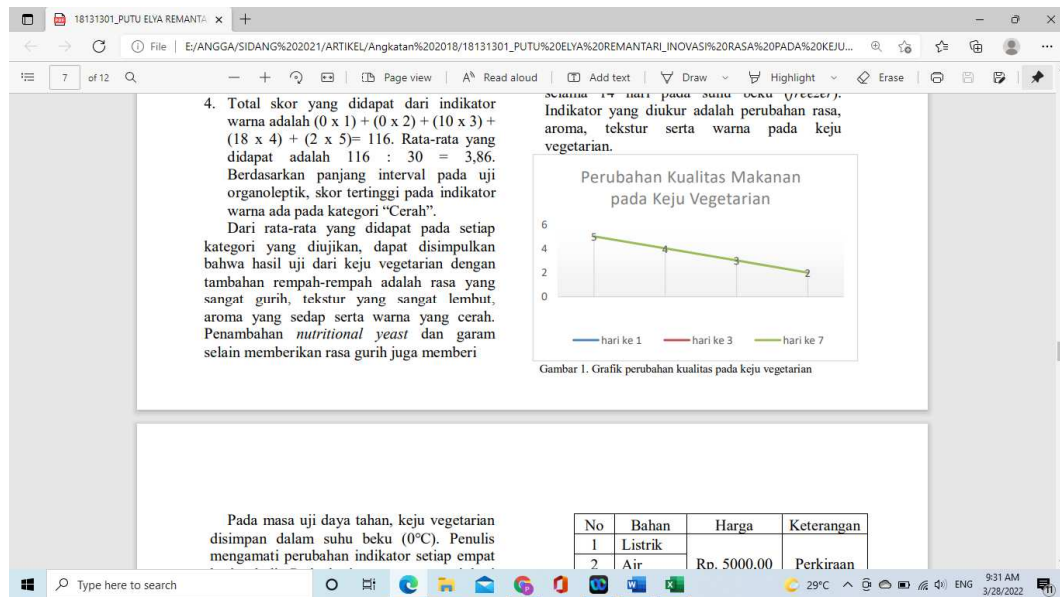 18131301_PUTU ELYA REMANTA
File
E:/ANGGA/SIDANG%202021/ARTIKEL/Angkatan%202018/18131301_PUTU%20ELYA%20REMANTARI_INOVASI%20RASA%20PADA%20KEJU...
7 of 12
Page view
Read aloud
Add text
Draw
Highlight
Erase
4. Total skor yang didapat dari indikator
warna adalah (0 x 1) + (0 x 2) + (10 x 3) +
(18 x 4) + (2 x 5)= 116. Rata-rata yang
didapat adalah 116 : 30 = 3,86.
Berdasarkan panjang interval pada uji
organoleptik, skor tertinggi pada indikator
warna ada pada kategori “Cerah”.
Dari rata-rata yang didapat pada setiap
kategori yang diujikan, dapat disimpulkan
bahwa hasil uji dari keju vegetarian dengan
tambahan rempah-rempah adalah rasa yang
sangat gurih, tekstur yang sangat lembut,
aroma yang sedap serta warna yang cerah.
Penambahan nutritional yeast dan garam
selain memberikan rasa gurih juga memberi
selama 14 hari pada suhu beku (freezer).
Indikator yang diukur adalah perubahan rasa,
aroma, tekstur serta warna pada keju
vegetarian.
Perubahan Kualitas Makanan
pada Keju Vegetarian
6
4
2
0
5
4
3
2
hari ke 1
hari ke 3
hari ke 7
Gambar 1. Grafik perubahan kualitas pada keju vegetarian
Pada masa uji daya tahan, keju vegetarian
disimpan dalam suhu beku (0°C). Penulis
mengamati perubahan indikator setiap empat
No Bahan Harga Keterangan
1 Listrik
2 Air Rp. 5000,00 Perkiraan
Type here to search
29°C
ENG
9:31 AM
3/28/2022